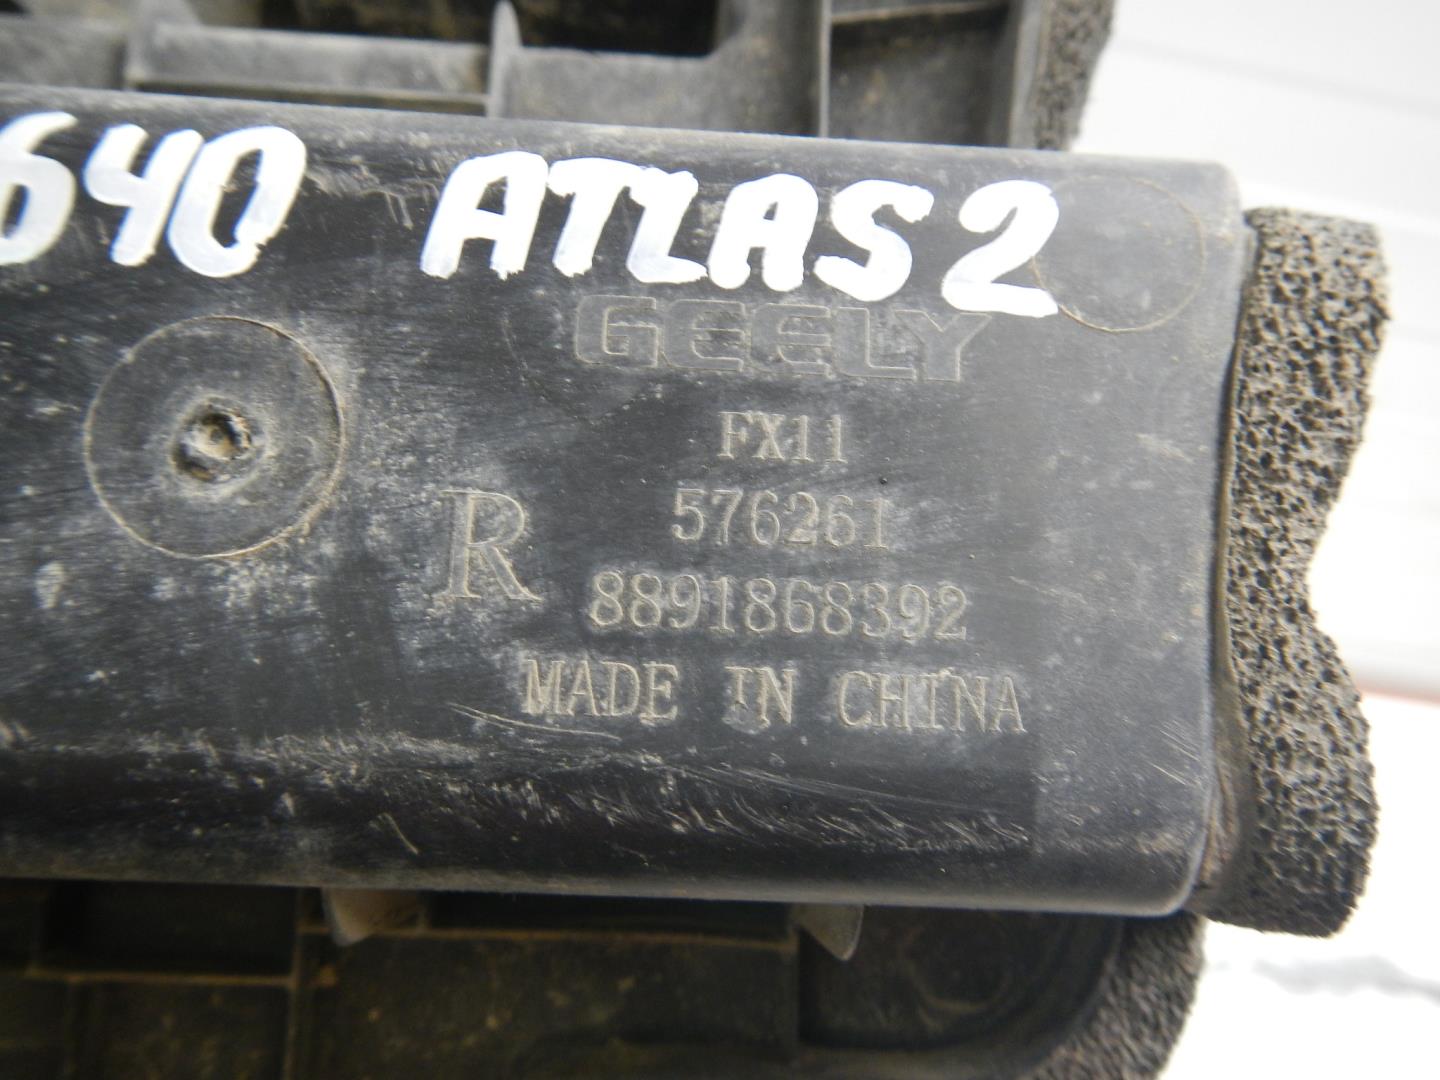 640 ATLAS 2
GEELY
FX11
576261
R
8891868392
MADE IN CHINA